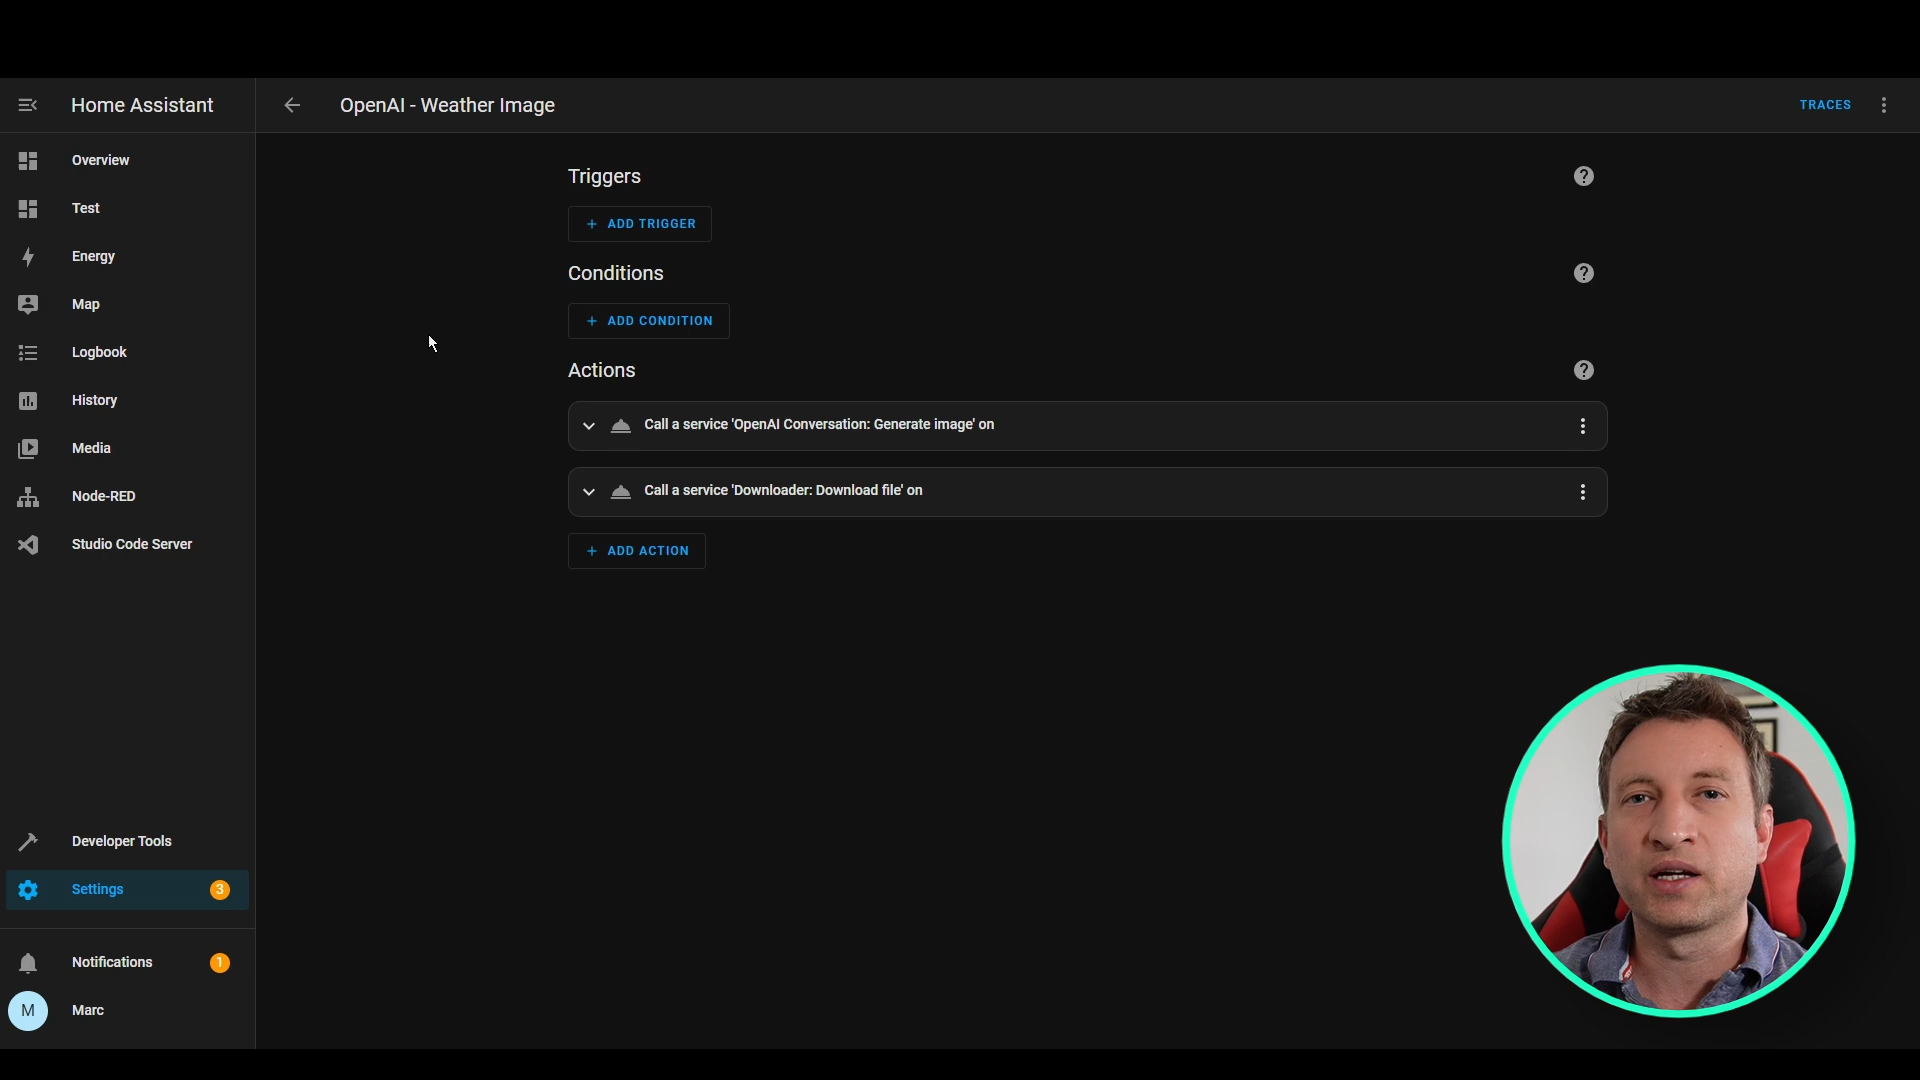 Home Assistant
OpenAI - Weather Image
TRACES
Overview
Test
Energy
Map
Logbook
History
Media
Node-RED
Studio Code Server
Developer Tools
Settings
3
Notifications
1
M
Marc
Triggers
?
+ ADD TRIGGER
Conditions
?
+ ADD CONDITION
Actions
?
Call a service 'OpenAI Conversation: Generate image' on
Call a service 'Downloader: Download file' on
+ ADD ACTION